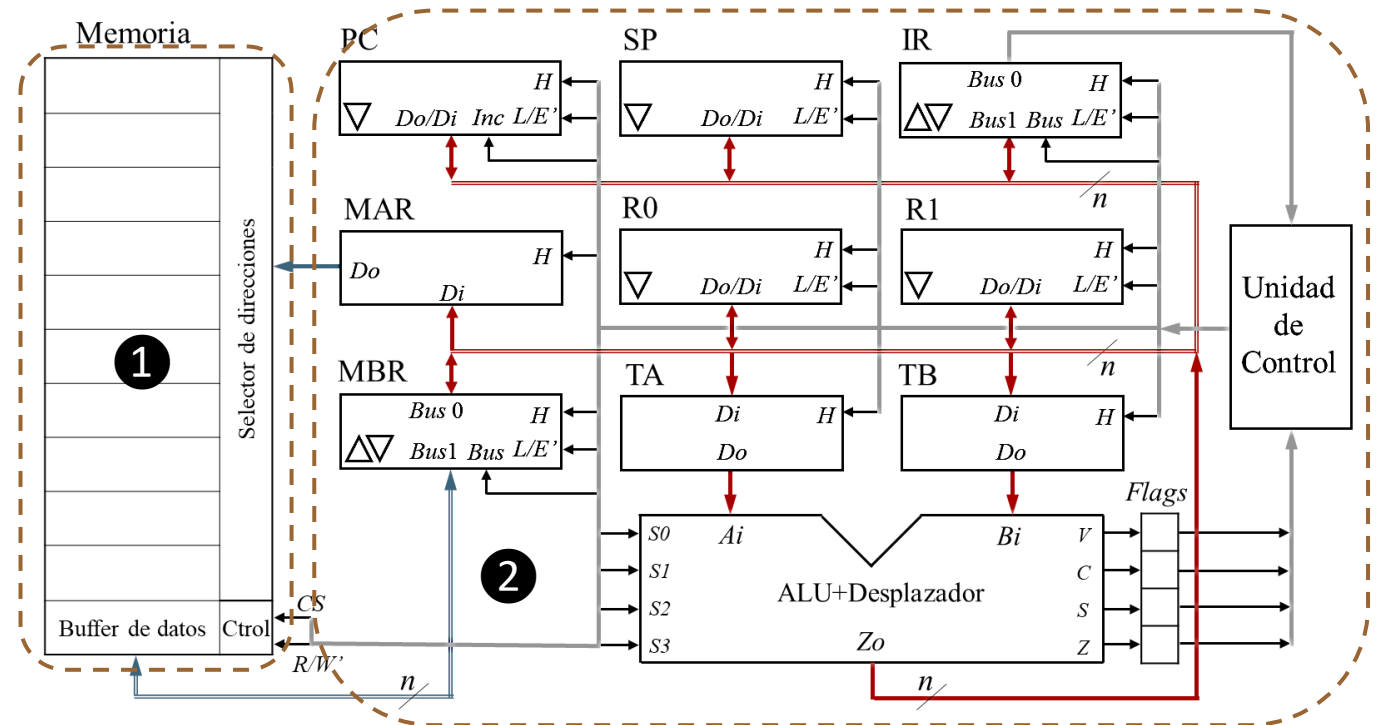 Memoria
PC
SP
IR
H
Do/Di Inc L/E’
H
Do/Di L/E’
Bus 0 H
Bus1 Bus L/E’
n
MAR
R0
R1
Do H
Di
H
Do/Di L/E’
H
Do/Di L/E’
Selector de direcciones
Unidad
de
Control
1
n
MBR
TA
TB
Bus 0 H
Bus1 Bus L/E’
Di H
Do
Di H
Do
Flags
2
S0 Ai Bi V
S1 C
ALU+Desplazador
S2 S
S3 Zo Z
CS
Buffer de datos Ctrol
R/W’
n
n